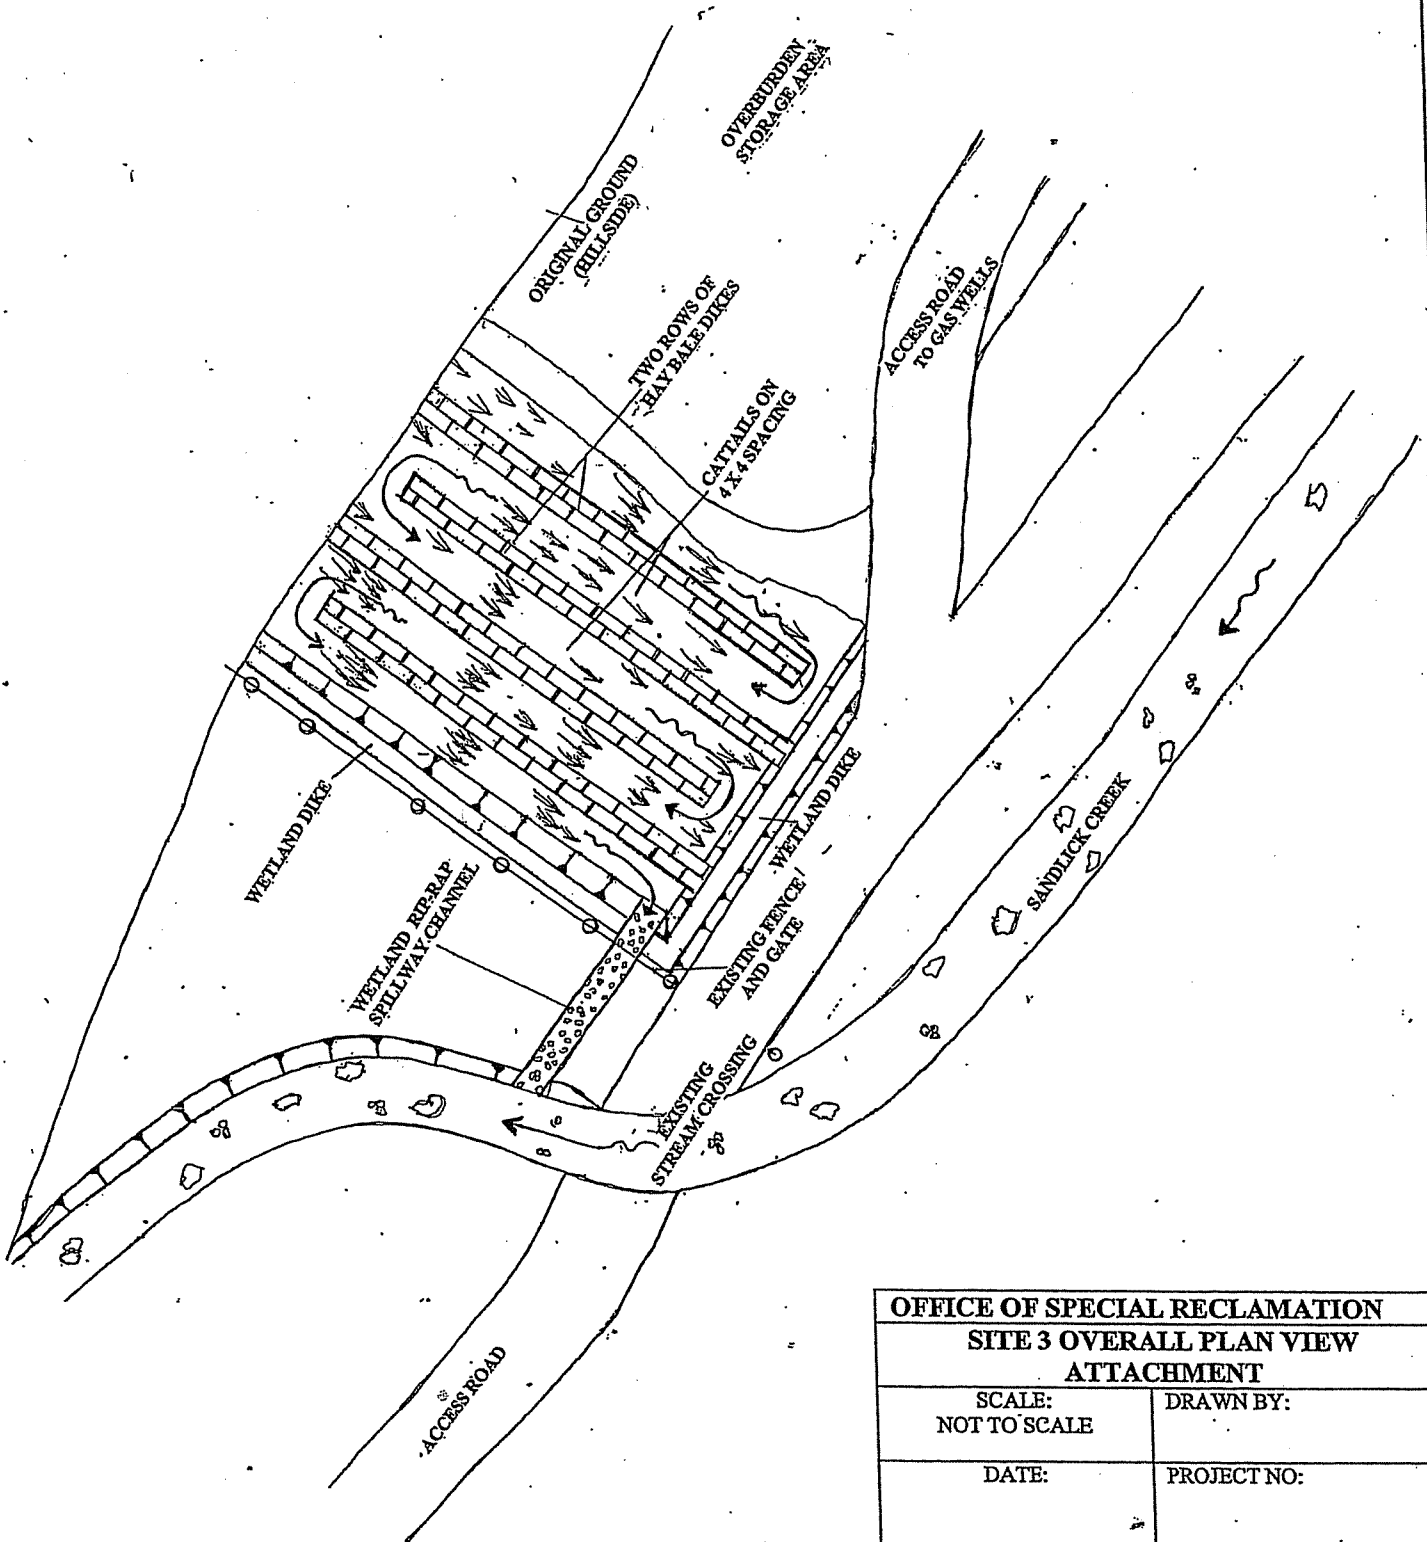 OVERBURDEN
STORAGE AREA
ORIGINAL GROUND
(HILLSIDE)
TWO ROWS OF
HAY BALE DIKES
ACCESS ROAD
TO GAS WELLS
CATTAILS ON
4 X 4 SPACING
WETLAND DIKE
WETLAND DIKE
SANDLICK CREEK
WETLAND RIP-RAP
SPILLWAY CHANNEL
EXISTING FENCE
AND GATE
EXISTING
STREAM CROSSING
ACCESS ROAD
OFFICE OF SPECIAL RECLAMATION
SITE 3 OVERALL PLAN VIEW
ATTACHMENT
SCALE:
NOT TO SCALE
DRAWN BY:
DATE:
PROJECT NO: